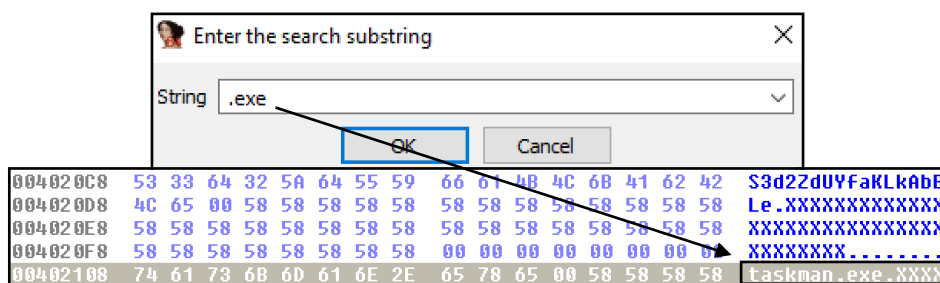 Enter the search substring
String .exe
OK Cancel
004020C8 53 33 64 32 5A 64 55 59 66 61 4B 4C 6B 41 62 42 S3d2ZdUYfaKLkAbB
004020D8 4C 65 00 58 58 58 58 58 58 58 58 58 58 58 58 58 Le.XXXXXXXXXXXXX
004020E8 58 58 58 58 58 58 58 58 58 58 58 58 58 58 58 58 XXXXXXXXXXXXXXXX
004020F8 58 58 58 58 58 58 58 58 00 00 00 00 00 00 00 00 XXXXXXXX........
00402108 74 61 73 6B 6D 61 6E 2E 65 78 65 00 58 58 58 58 taskman.exe.XXXX